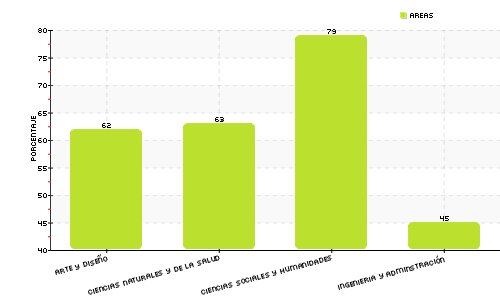 AREAS
80
75
70
65
60
55
50
45
40
PORCENTAJE
62
63
79
45
ARTE Y DISEÑO
CIENCIAS NATURALES Y DE LA SALUD
CIENCIAS SOCIALES Y HUMANIDADES
INGENIERIA Y ADMINSTRACIÓN